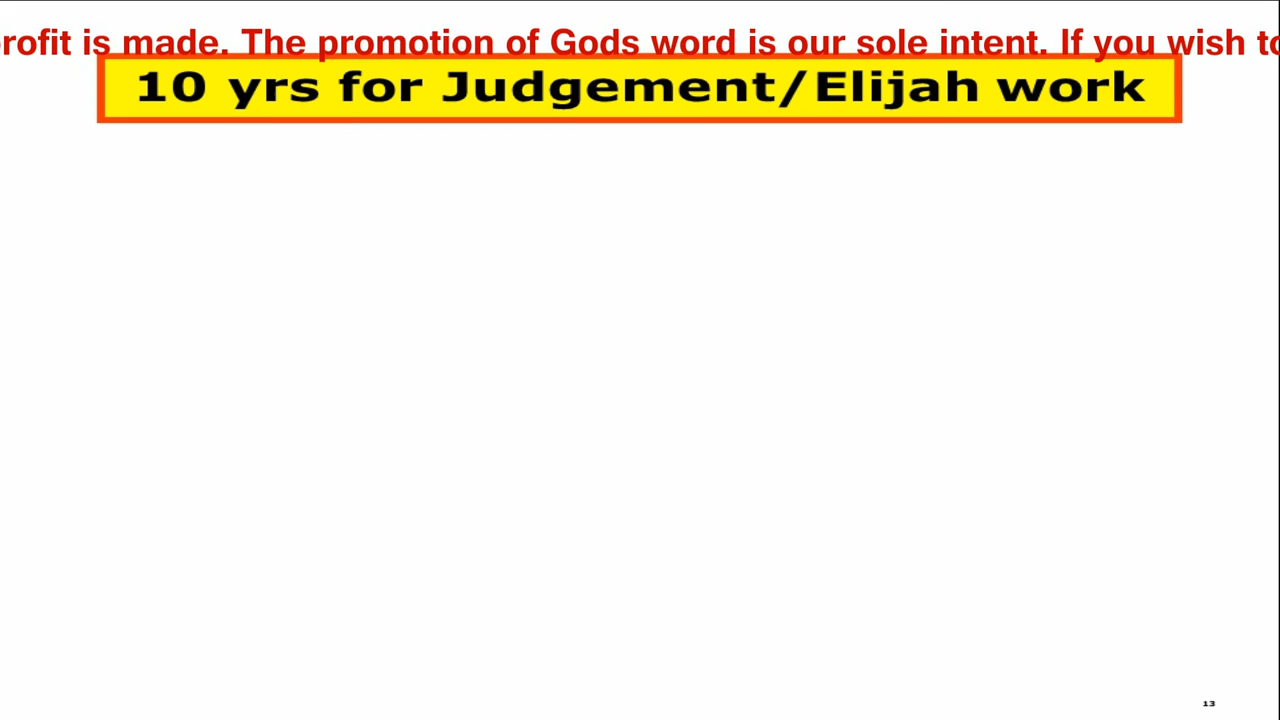 rofit is made. The promotion of Gods word is our sole intent. If you wish to
10 yrs for Judgement/Elijah work
13